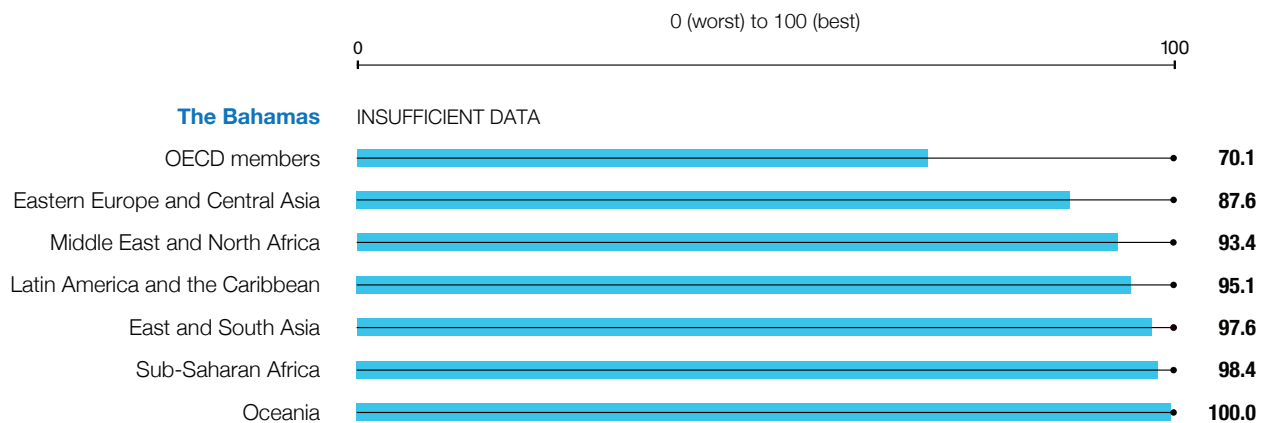 0 (worst) to 100 (best)
0 100
The Bahamas INSUFFICIENT DATA
OECD members 70.1
Eastern Europe and Central Asia 87.6
Middle East and North Africa 93.4
Latin America and the Caribbean 95.1
East and South Asia 97.6
Sub-Saharan Africa 98.4
Oceania 100.0